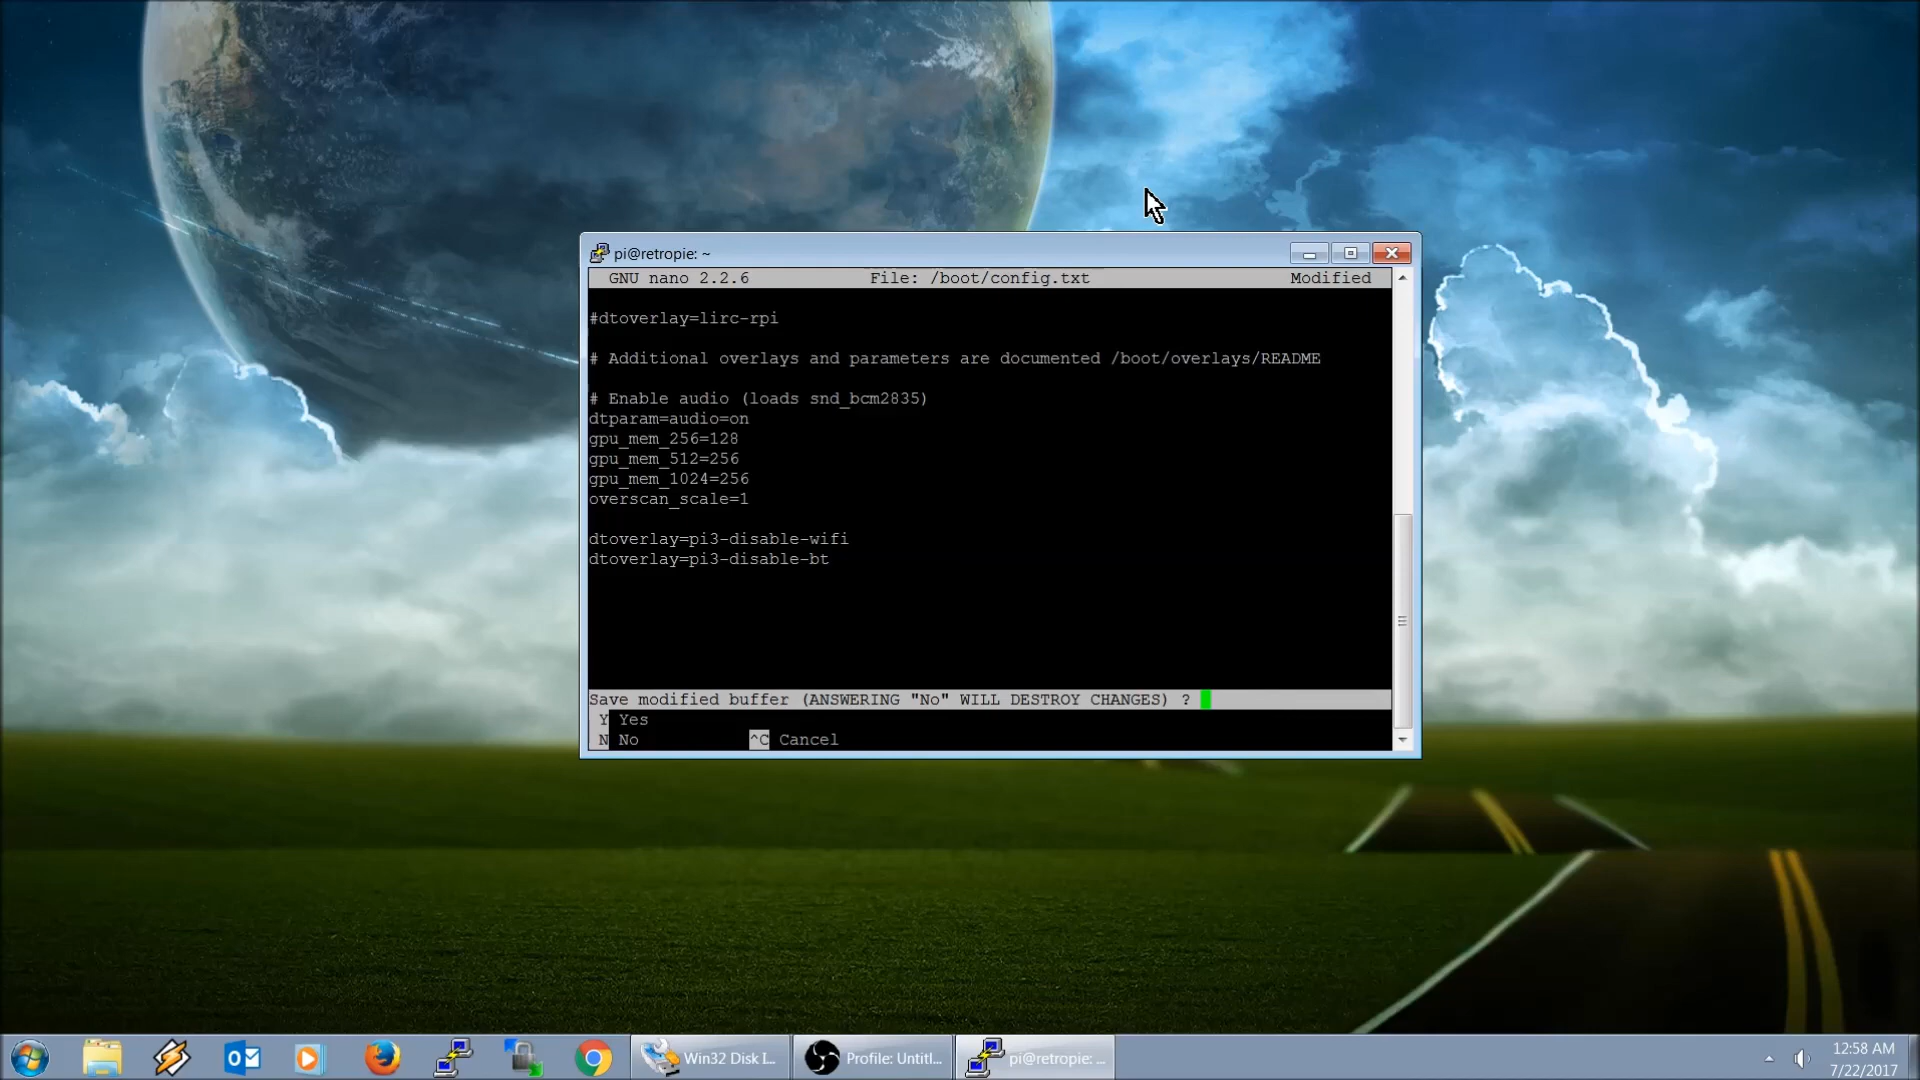 pi@retropie: ~
GNU nano 2.2.6 File: /boot/config.txt Modified
#dtoverlay=lirc-rpi
# Additional overlays and parameters are documented /boot/overlays/README
# Enable audio (loads snd_bcm2835)
dtparam=audio=on
gpu_mem_256=128
gpu_mem_512=256
gpu_mem_1024=256
overscan_scale=1
dtoverlay=pi3-disable-wifi
dtoverlay=pi3-disable-bt
Save modified buffer (ANSWERING "No" WILL DESTROY CHANGES) ?
Y Yes
N No ^C Cancel
Win32 Disk I... Profile: Untitl... pi@retropie: ...
12:58 AM
7/22/2017